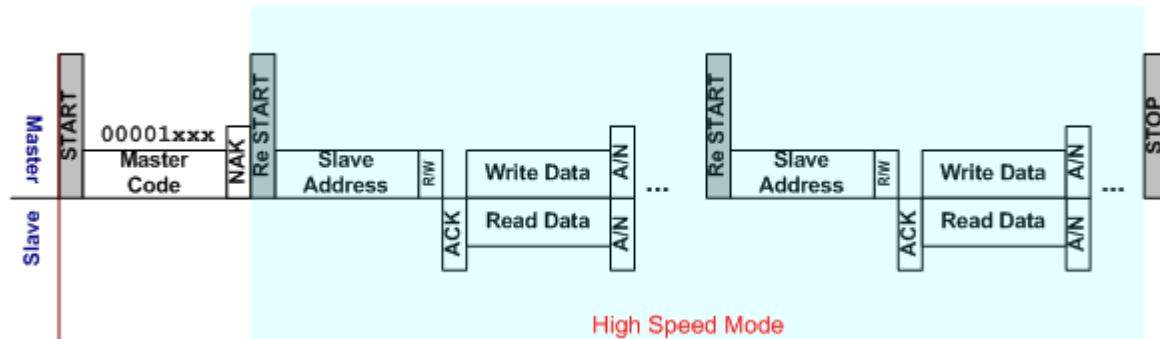 Master
Slave
START
00001xxx
Master
Code
NAK
Re START
Slave
Address
R/W
ACK
Write Data
Read Data
A/N
A/N
...
Re START
Slave
Address
R/W
ACK
Write Data
Read Data
A/N
A/N
...
STOP
High Speed Mode